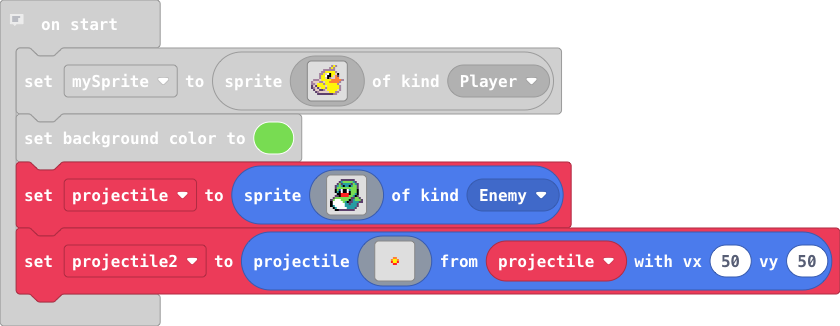 on start
set mySprite to sprite of kind Player
set background color to
set projectile to sprite of kind Enemy
set projectile2 to projectile from projectile with vx 50 vy 50